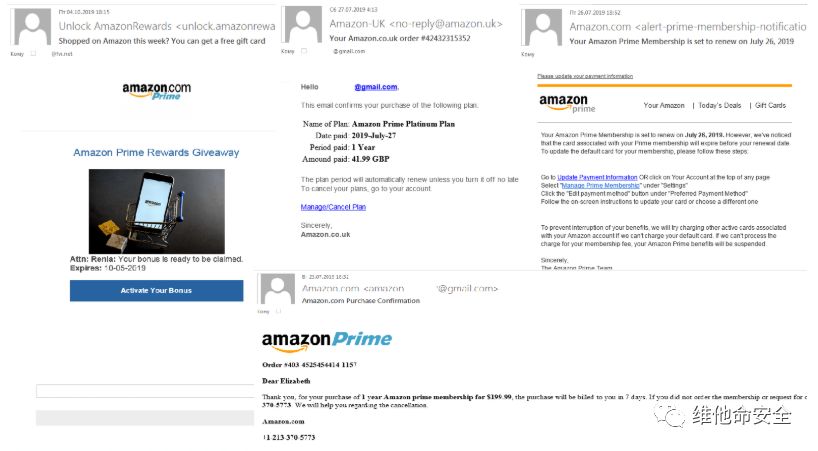 Пт 04.10.2019 18:15
Unlock AmazonRewards <unlock.amazonrewa
Shopped on Amazon this week? You can get a free gift card
Кому
@tvi.net
amazon.com
Prime
Amazon Prime Rewards Giveaway
amazon
Attn: Renia: Your bonus is ready to be claimed.
Expires: 10-05-2019
Activate Your Bonus
Сб 27.07.2019 4:13
Amazon-UK <no-reply@amazon.uk>
Your Amazon.co.uk order #42432315352
Кому
@gmail.com
Hello @gmail.com,
This email confirms your purchase of the following plan.
Name of Plan: Amazon Prime Platinum Plan
Date paid: 2019-July-27
Period paid: 1 Year
Amound paid: 41.99 GBP
The plan period will automatically renew unless you turn it off no late
To cancel your plans, go to your account.
Manage/Cancel Plan
Sincerely,
Amazon.co.uk
Пт 26.07.2019 18:52
Amazon.com <alert-prime-membership-notificatio
Your Amazon Prime Membership is set to renew on July 26, 2019
Кому
Please update your payment information
amazon
prime
Your Amazon | Today's Deals | Gift Cards
Your Amazon Prime Membership is set to renew on July 26, 2019. However, we've noticed
that the card associated with your Prime membership will expire before your renewal date.
To update the default card for your membership, please follow these steps:
Go to Update Payment Information OR click on Your Account at the top of any page
Select "Manage Prime Membership" under "Settings"
Click the "Edit payment method" button under "Preferred Payment Method"
Follow the on-screen instructions to update your card or choose a different one
To prevent interruption of your benefits, we will try charging other active cards associated
with your Amazon account if we can't charge your default card. If we can't process the
charge for your membership fee, your Amazon Prime benefits will be suspended.
Sincerely,
The Amazon Prime Team
23.07.2019 18:32
Amazon.com <amazon @gmail.com>
Amazon.com Purchase Confirmation
Кому
amazonPrime
Order #403 4525454414 1157
Dear Elizabeth
Thank you, for your purchase of 1 year Amazon prime membership for $199.99, the purchase will be billed to you in 7 days. If you did not order the membership or request for c
370-5773. We will help you regarding the cancellation.
Amazon.com
+1-213-370-5773
维他命安全